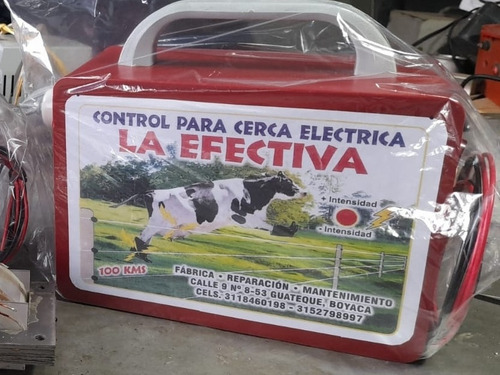 CONTROL PARA CERCA ELECTRICA
LA EFECTIVA
+ Intensidad
- Intensidad
100 KMS
FÁBRICA • REPARACIÓN • MANTENIMIENTO
CALLE 9 Nº 8-53 GUATEQUE, BOYACA
CELS. 3118460198 - 3152798997